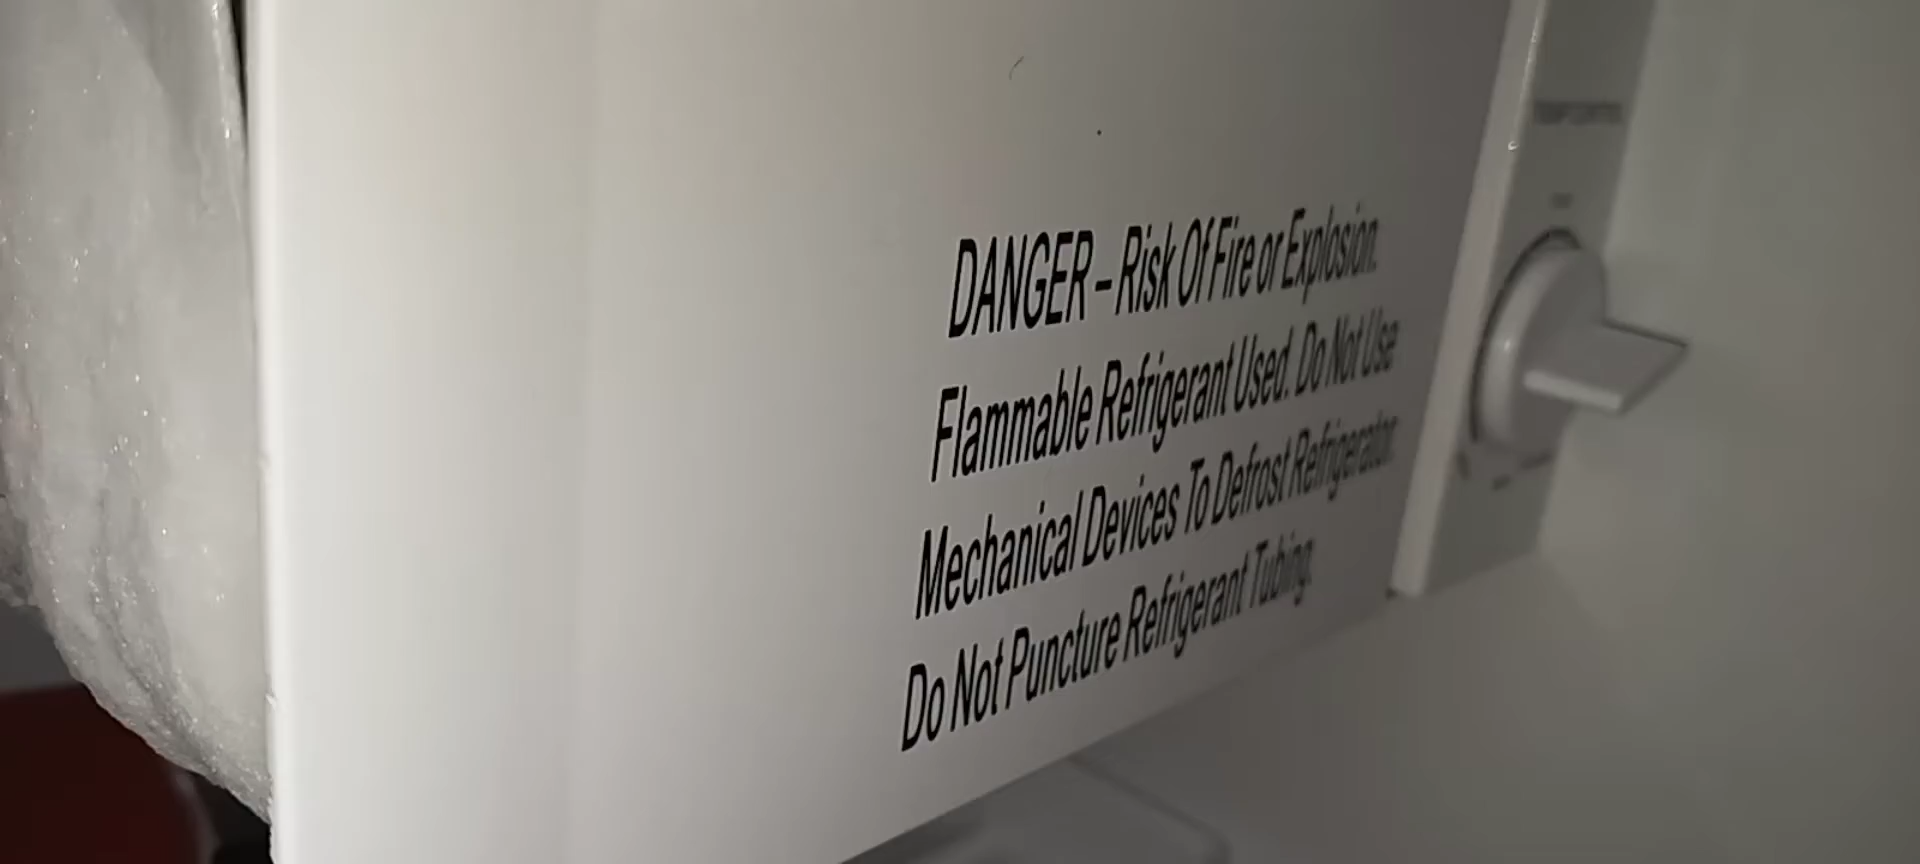 DANGER – Risk Of Fire or Explosion.
Flammable Refrigerant Used. Do Not Use
Mechanical Devices To Defrost Refrigerator.
Do Not Puncture Refrigerant Tubing.